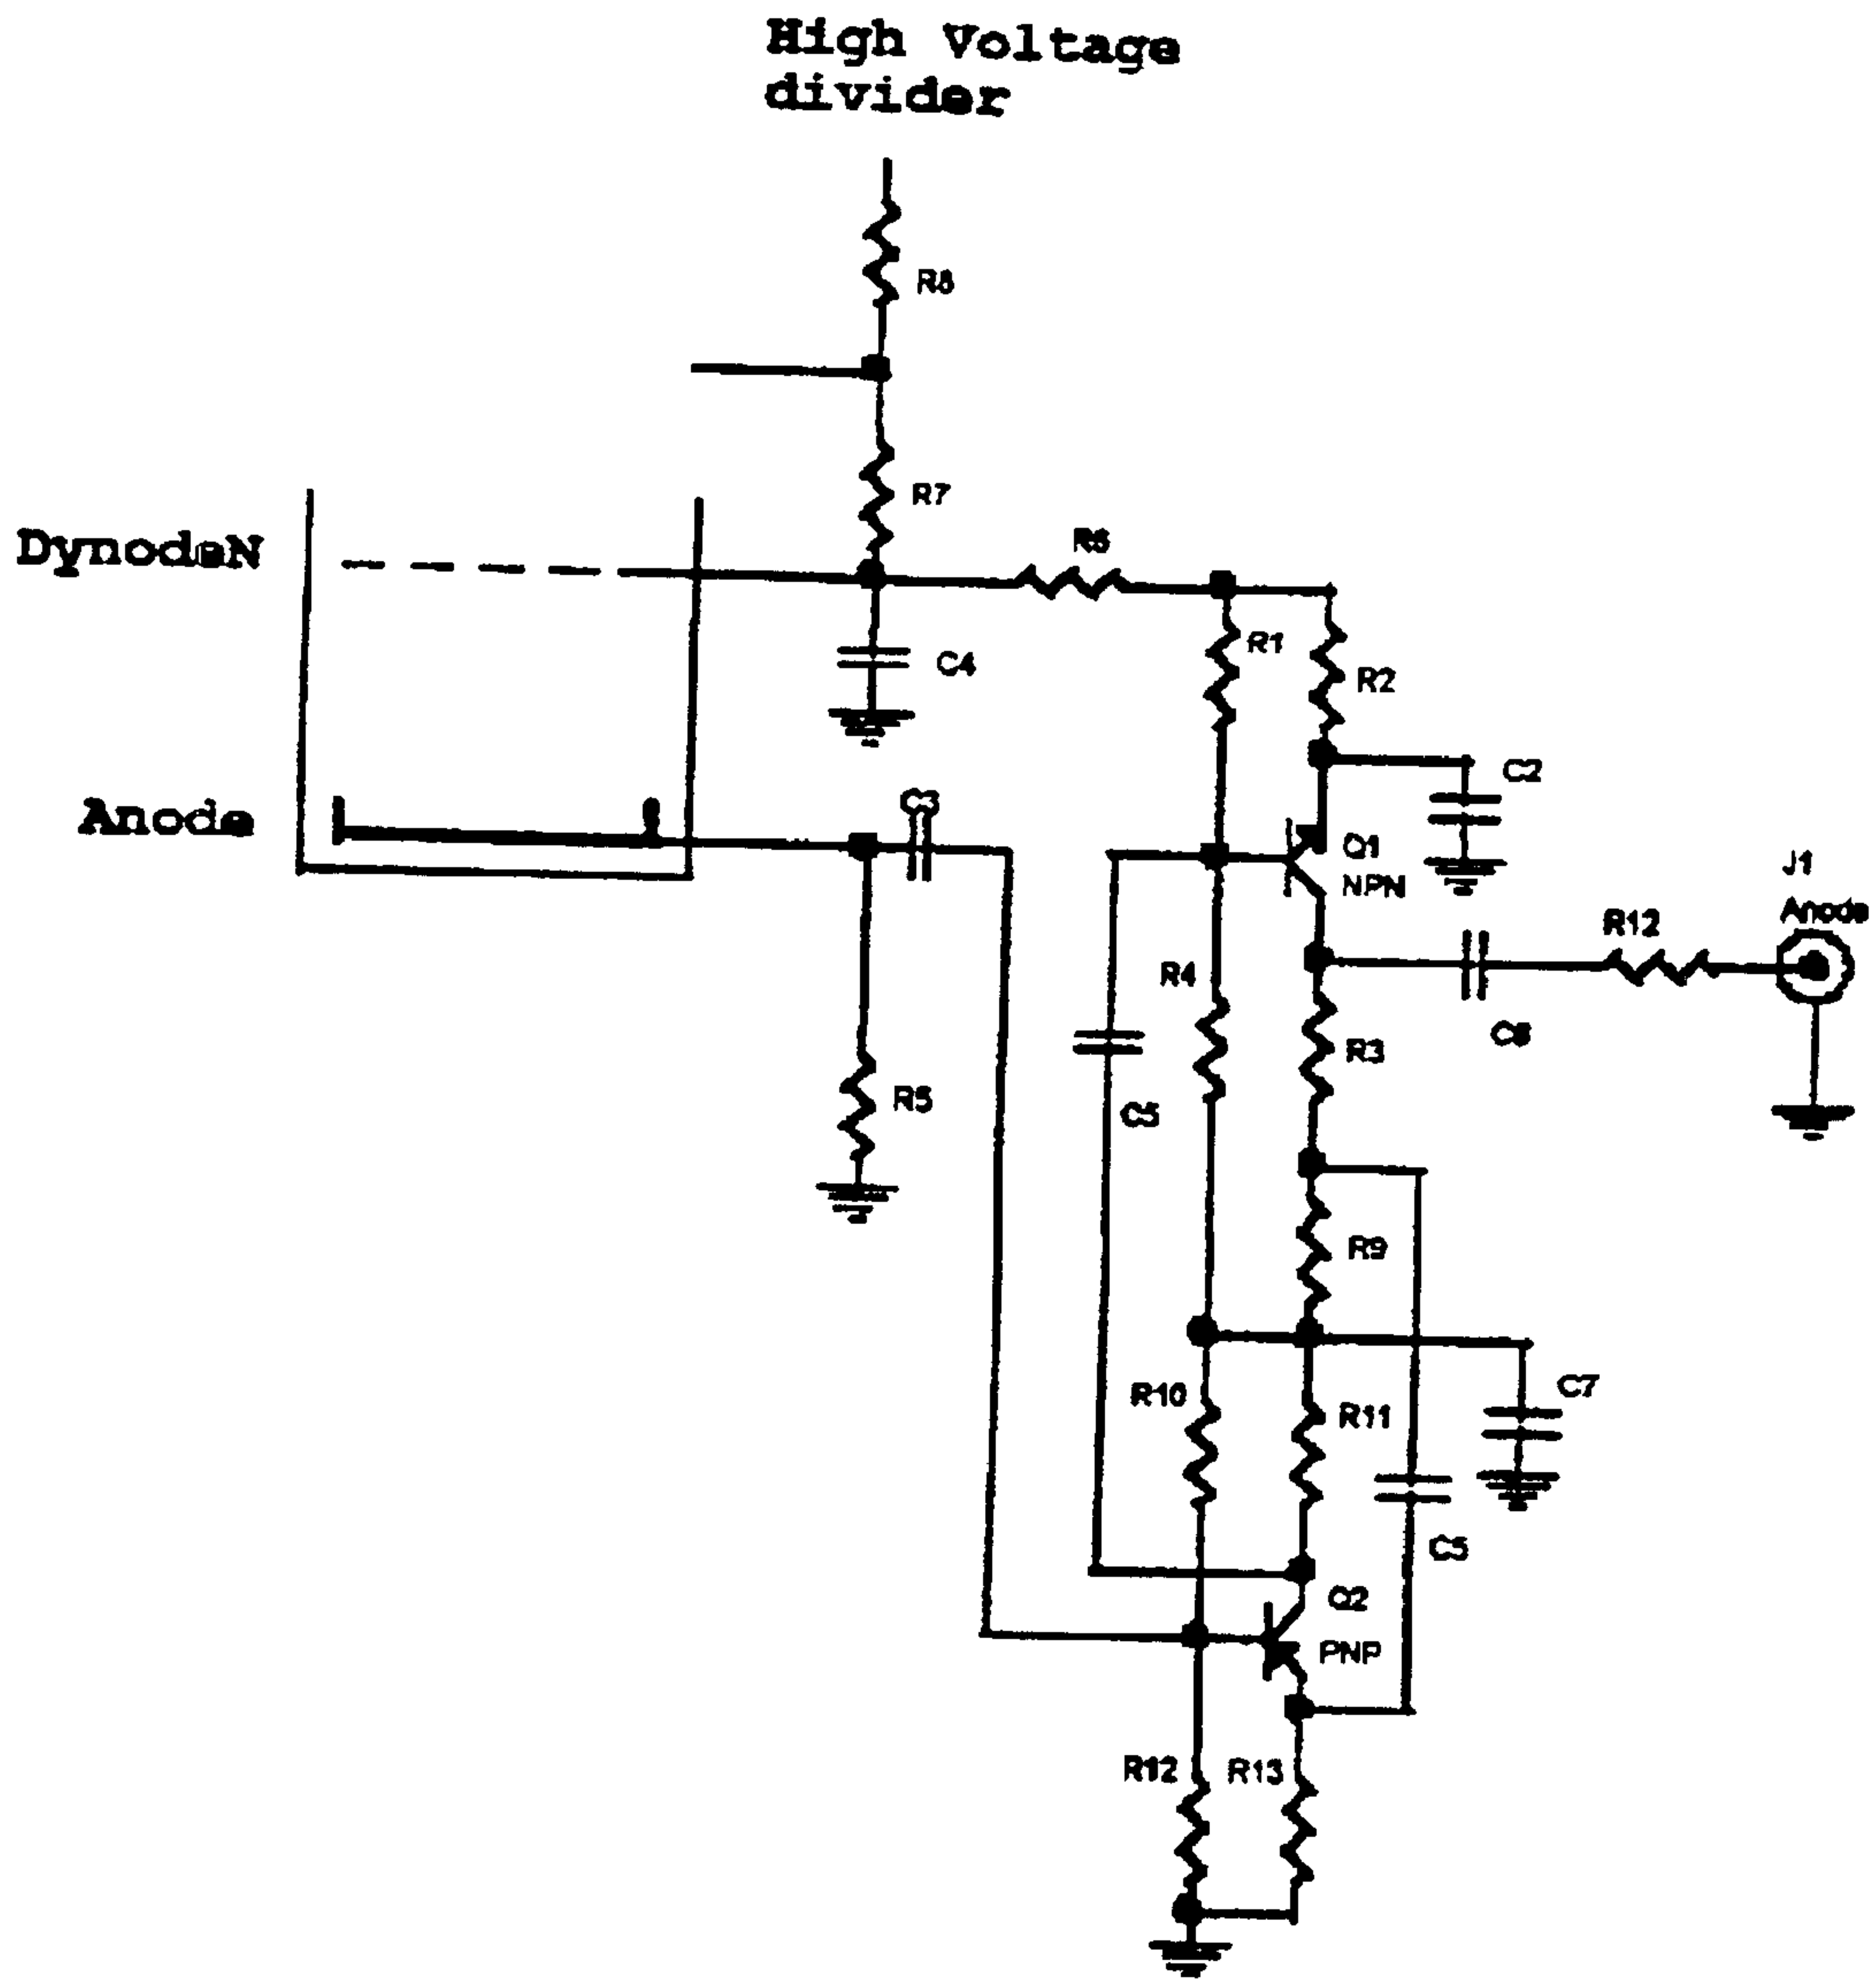 High Voltage
divider
R8
R7
DynodeN
R6
R1
R2
C4
C2
Anode
C3
Q1
NPN
J1
Anode
R12
R4
R3
R5
C5
R9
C7
R10
R11
C5
Q2
PNP
R12
R13